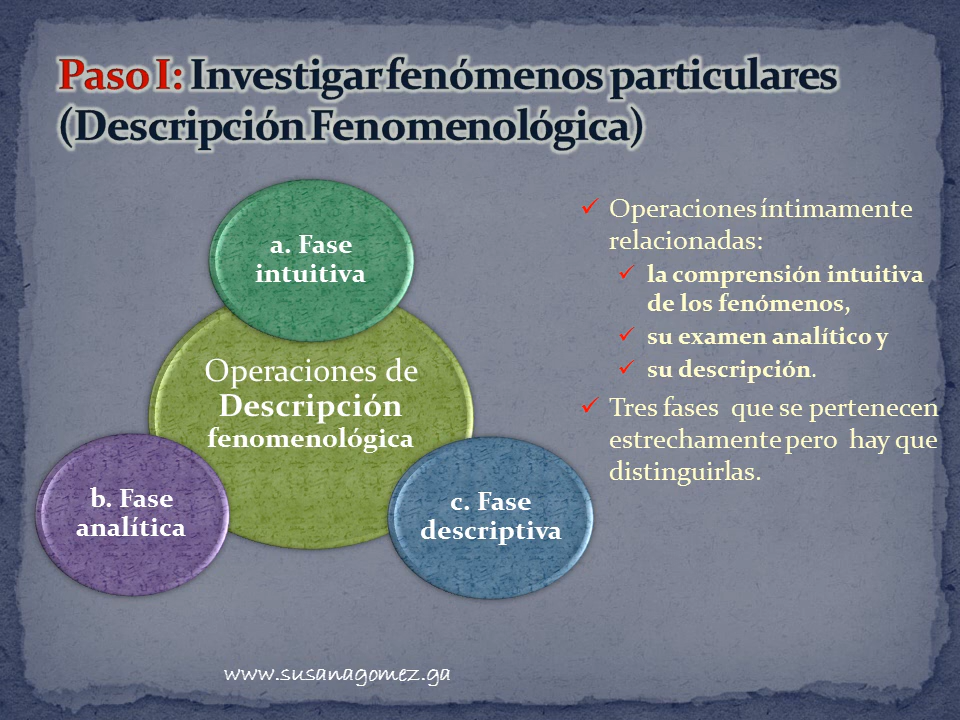 Paso I: Investigar fenómenos particulares
(Descripción Fenomenológica)
a. Fase
intuitiva
Operaciones de
Descripción
fenomenológica
b. Fase
analítica
c. Fase
descriptiva
Operaciones íntimamente
relacionadas:
la comprensión intuitiva
de los fenómenos,
su examen analítico y
su descripción.
Tres fases que se pertenecen
estrechamente pero hay que
distinguirlas.
www.susanagomez.ga